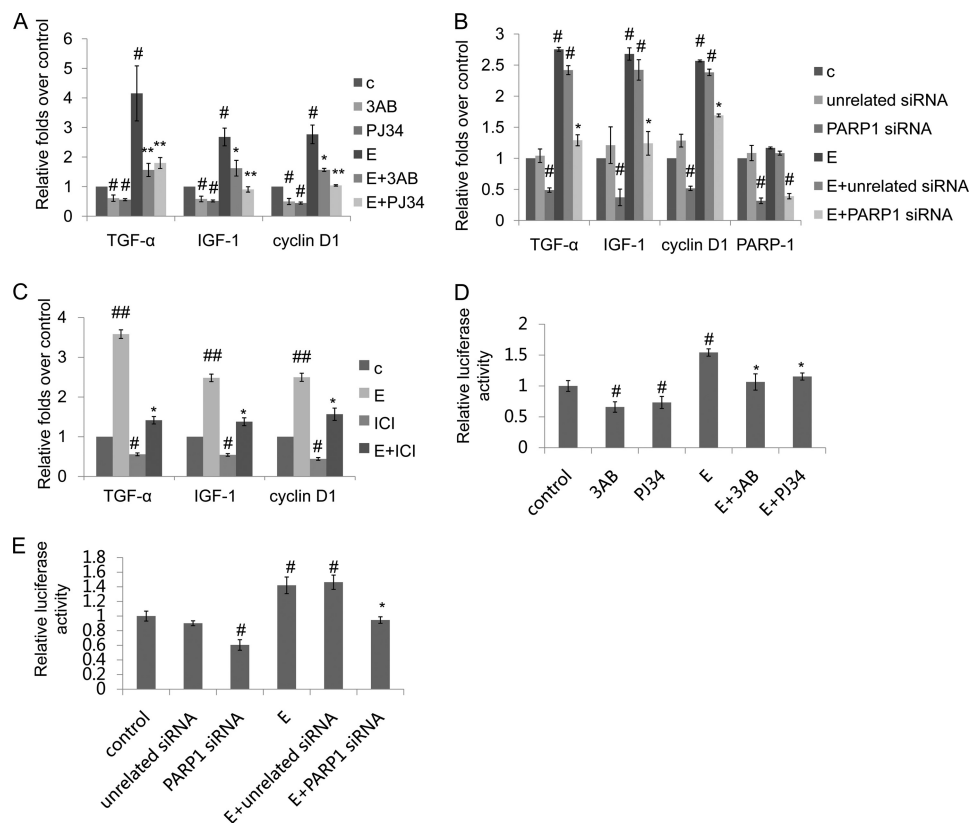 A
Relative folds over control
6
5
4
3
2
1
0
#
# #
** **
#
# #
* **
#
# #
* **
TGF-α IGF-1 cyclin D1
c
3AB
PJ34
E
E+3AB
E+PJ34
B
Relative folds over control
3
2.5
2
1.5
1
0.5
0
# #
#
*
# #
#
*
# #
#
*
# #
TGF-α IGF-1 cyclin D1 PARP-1
c
unrelated siRNA
PARP1 siRNA
E
E+unrelated siRNA
E+PARP1 siRNA
C
Relative folds over control
4
3
2
1
0
##
#
*
##
#
*
##
#
*
TGF-α IGF-1 cyclin D1
c
E
ICI
E+ICI
D
Relative luciferase
activity
2
1.5
1
0.5
0
# # # * *
control 3AB PJ34 E E+3AB E+PJ34
E
Relative luciferase
activity
1.8
1.6
1.4
1.2
1
0.8
0.6
0.4
0.2
0
# # # *
control unrelated siRNA PARP1 siRNA E E+unrelated siRNA E+PARP1 siRNA